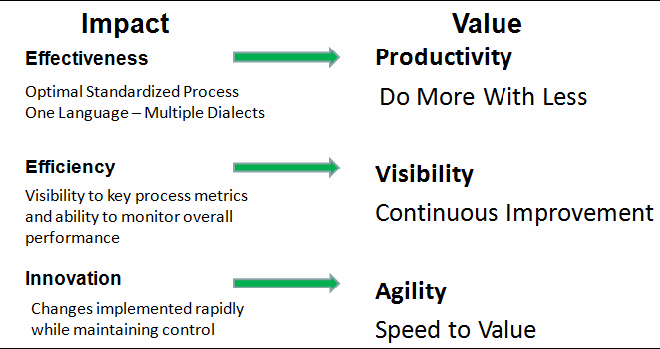 Impact
Value
Effectiveness
Productivity
Optimal Standardized Process
One Language – Multiple Dialects
Do More With Less
Efficiency
Visibility
Visibility to key process metrics
and ability to monitor overall
performance
Continuous Improvement
Innovation
Agility
Changes implemented rapidly
while maintaining control
Speed to Value